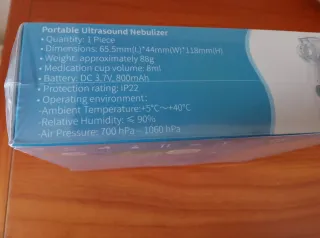 Portable Ultrasound Nebulizer
• Quantity: 1 Piece
• Dimensions: 65.5mm(L)*44mm(W)*118mm(H)
• Weight: approximately 88g
• Medication cup volume: 8ml
• Battery: DC 3.7V, 800mAh
• Protection rating: IP22
• Operating environment:
-Ambient Temperature:+5°C～+40°C
-Relative Humidity: ≤ 90%
-Air Pressure: 700 hPa ~ 1060 hPa